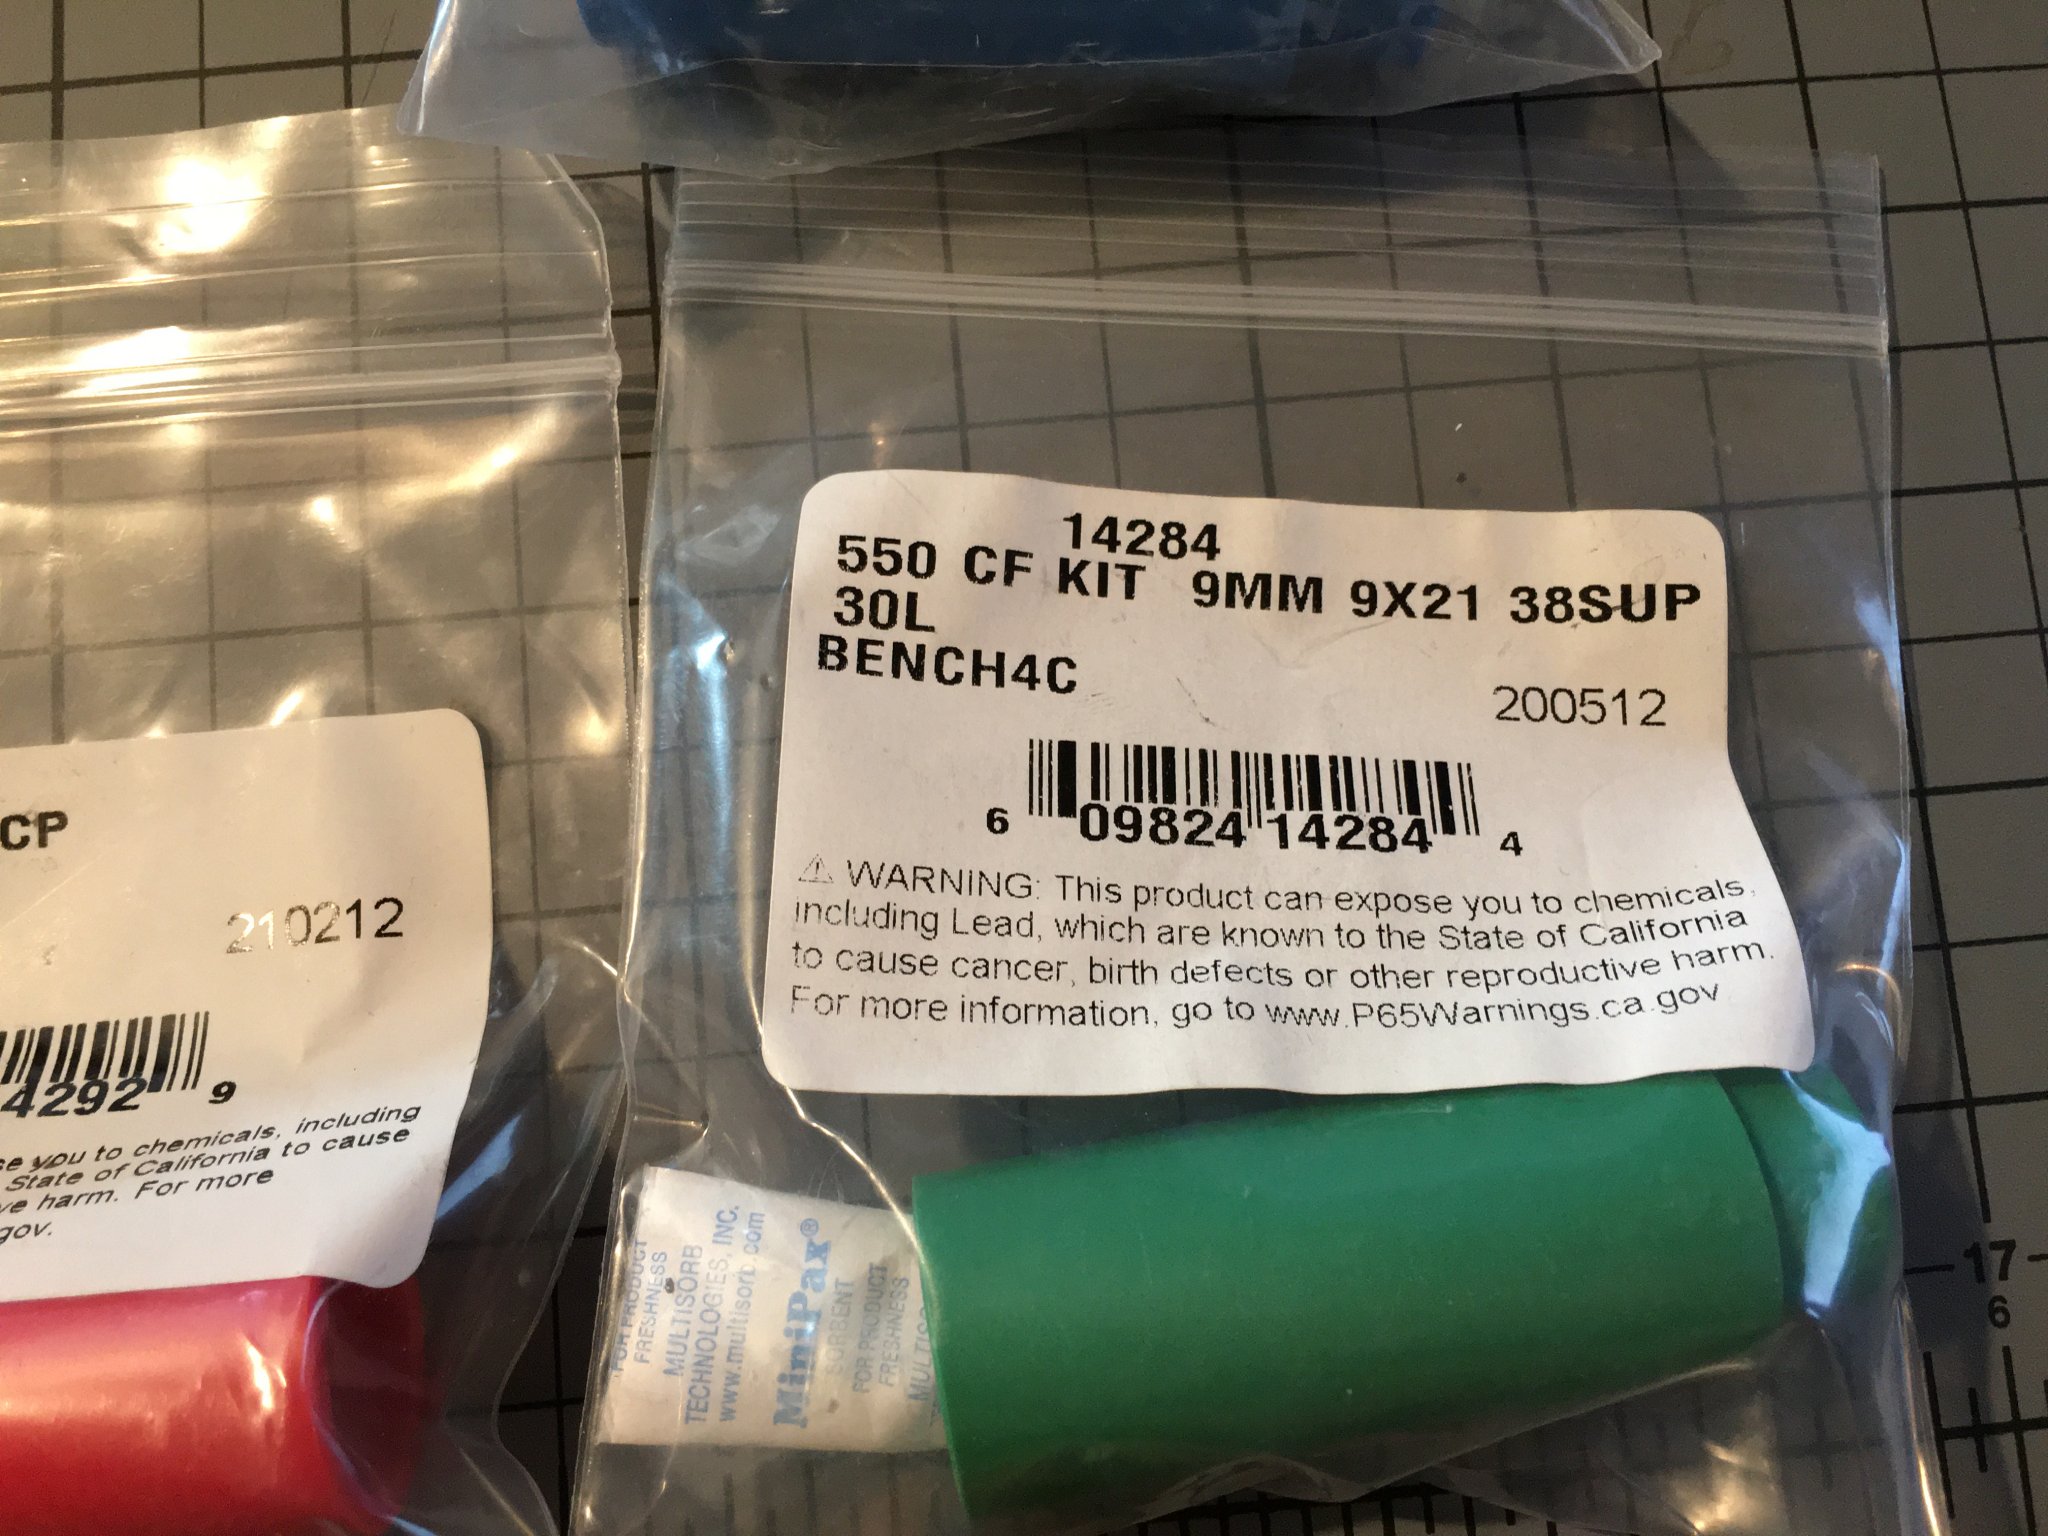 14284
550 CF KIT 9MM 9X21 38SUP
30L
BENCH4C
200512
6 09824 14284 4
⚠ WARNING: This product can expose you to chemicals,
including Lead, which are known to the State of California
to cause cancer, birth defects or other reproductive harm.
For more information, go to www.P65Warnings.ca.gov
CP
210212
4292 9
you to chemicals, including
State of California to cause
harm. For more
gov.
FOR PRODUCT
FRESHNESS
MULTISORB
TECHNOLOGIES, INC.
www.multisorb.com
MiniPax®
SORBENT
FOR PRODUCT
FRESHNESS
17
6